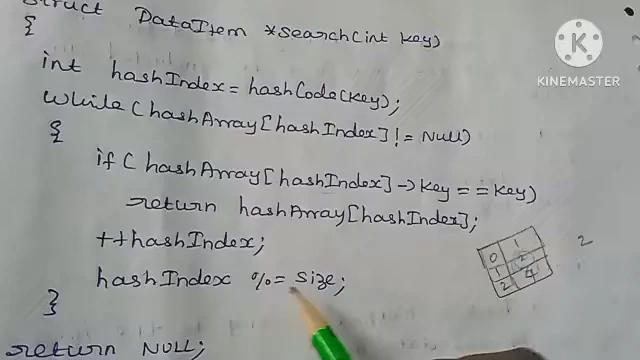 struct DataItem *search(int key)
{
int hashIndex = hashCode(key);
while (hashArray[hashIndex] != Null)
{
if ( hashArray[hashIndex] -> key == key)
return hashArray[hashIndex];
++hashIndex;
hashIndex %= size;
}
return NULL;
K
KINEMASTER
0 1
1 2
2 4
2